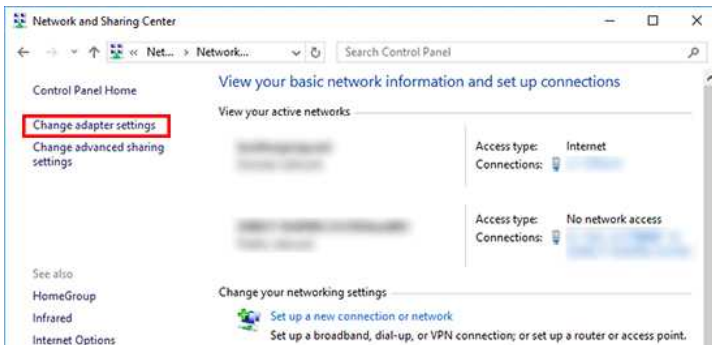 Network and Sharing Center
« Net... > Network...
Search Control Panel
Control Panel Home
Change adapter settings
Change advanced sharing
settings
See also
HomeGroup
Infrared
Internet Options
View your basic network information and set up connections
View your active networks
Access type: Internet
Connections:
Access type: No network access
Connections:
Change your networking settings
Set up a new connection or network
Set up a broadband, dial-up, or VPN connection; or set up a router or access point.